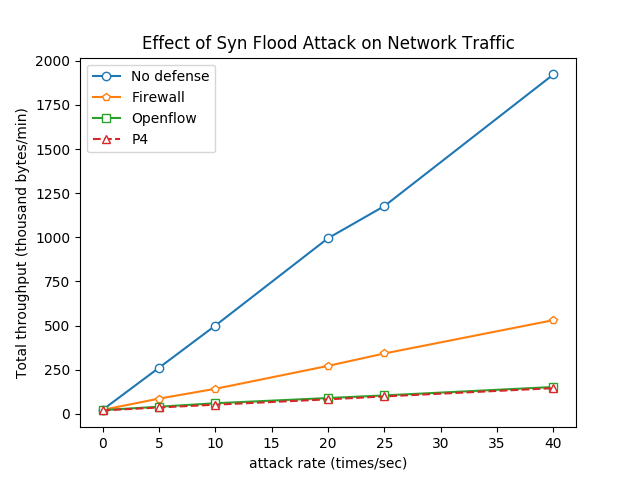 Effect of Syn Flood Attack on Network Traffic
2000
1750
1500
1250
1000
750
500
250
0
Total throughput (thousand bytes/min)
No defense
Firewall
Openflow
P4
0 5 10 15 20 25 30 35 40
attack rate (times/sec)